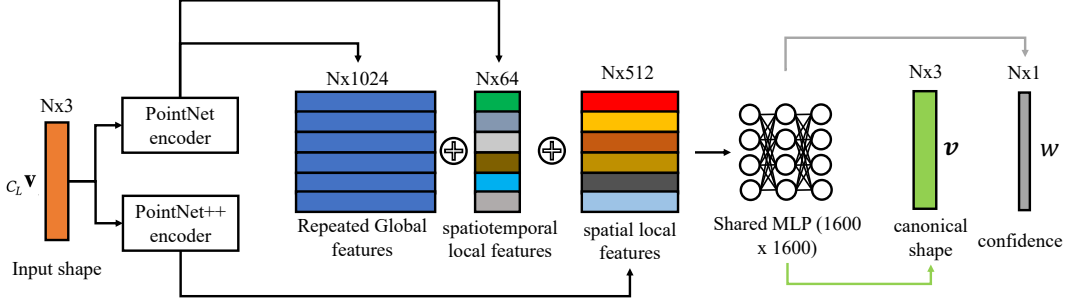 Nx3
C_L v
Input shape
PointNet
encoder
PointNet++
encoder
Nx1024
Repeated Global
features
Nx64
spatiotemporal
local features
Nx512
spatial local
features
Shared MLP (1600
x 1600)
Nx3
v
canonical
shape
Nx1
w
confidence